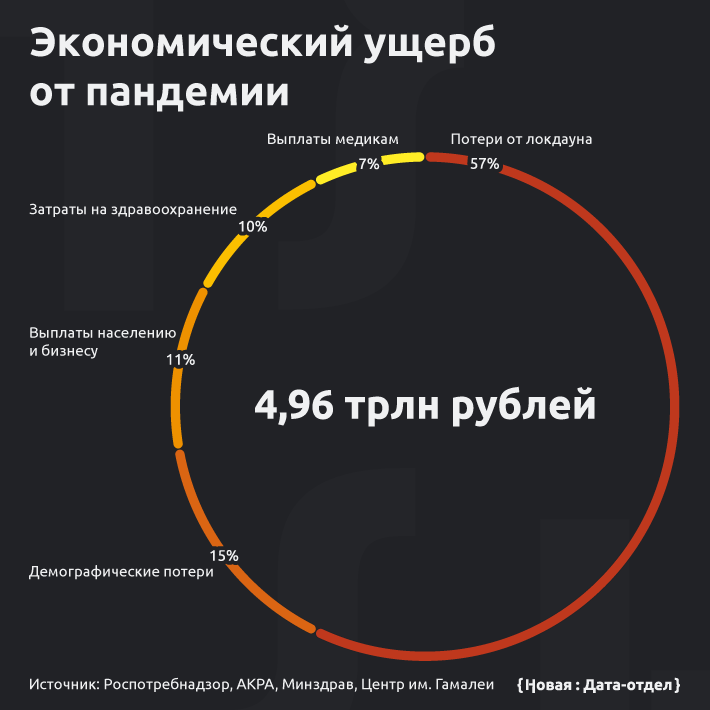 Экономический ущерб
от пандемии
Выплаты медикам
7%
Потери от локдауна
57%
Затраты на здравоохранение
10%
Выплаты населению
и бизнесу
11%
4,96 трлн рублей
15%
Демографические потери
Источник: Роспотребнадзор, АКРА, Минздрав, Центр им. Гамалеи
{Новая : Дата-отдел}